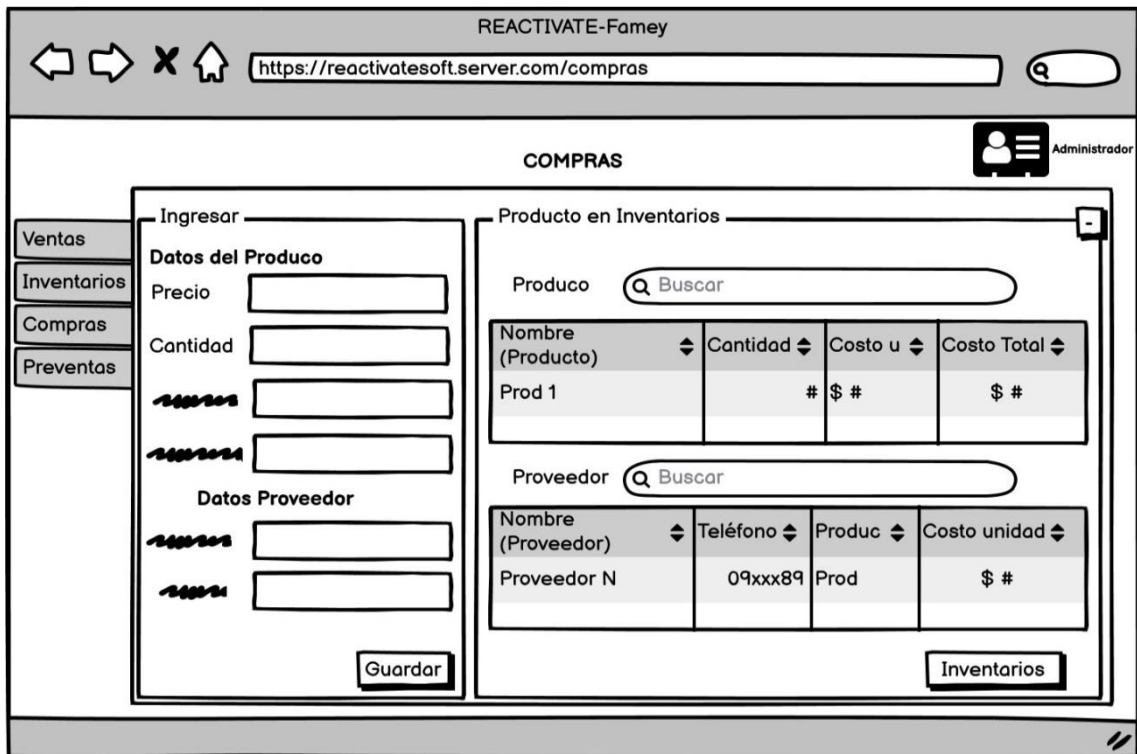 REACTIVATE-Famey
https://reactivatesoft.server.com/compras
Administrador
COMPRAS
Ventas
Inventarios
Compras
Preventas
Ingresar
Datos del Produco
Precio
Cantidad
Datos Proveedor
Guardar
Producto en Inventarios
-
Produco Buscar
Nombre (Producto) Cantidad Costo u Costo Total
Prod 1 # $ # $ #
Proveedor Buscar
Nombre (Proveedor) Teléfono Produc Costo unidad
Proveedor N 09xxx89 Prod $ #
Inventarios